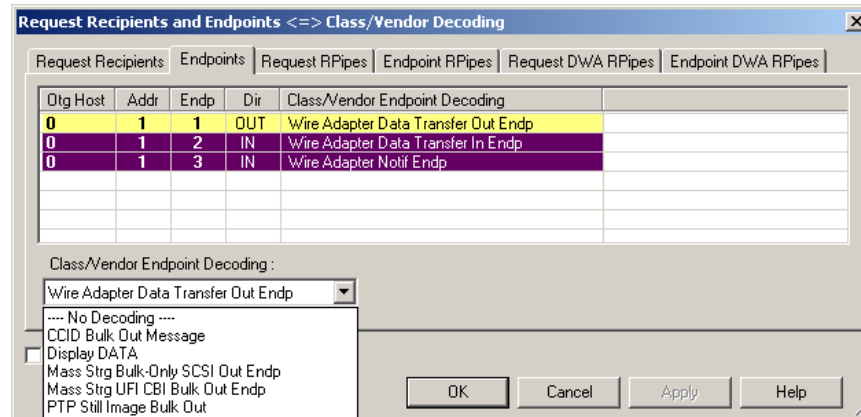 Request Recipients and Endpoints <=> Class/Vendor Decoding
Request Recipients Endpoints Request RPipes Endpoint RPipes Request DWA RPipes Endpoint DWA RPipes
Otg Host Addr Endp Dir Class/Vendor Endpoint Decoding
0 1 1 OUT Wire Adapter Data Transfer Out Endp
0 1 2 IN Wire Adapter Data Transfer In Endp
0 1 3 IN Wire Adapter Notif Endp
Class/Vendor Endpoint Decoding :
Wire Adapter Data Transfer Out Endp
---- No Decoding ----
CCID Bulk Out Message
Display DATA
Mass Strg Bulk-Only SCSI Out Endp
Mass Strg UFI CBI Bulk Out Endp
PTP Still Image Bulk Out
OK Cancel Apply Help